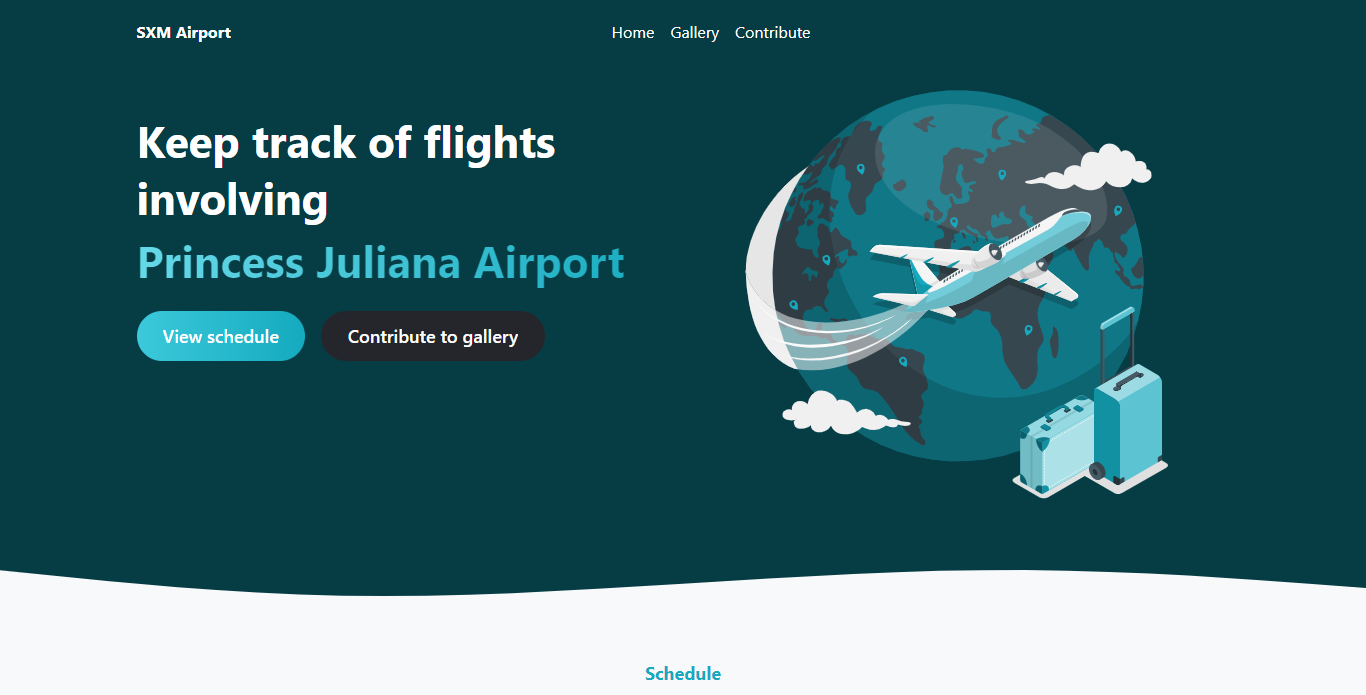 SXM Airport
Home Gallery Contribute
Keep track of flights
involving
Princess Juliana Airport
View schedule
Contribute to gallery
Schedule